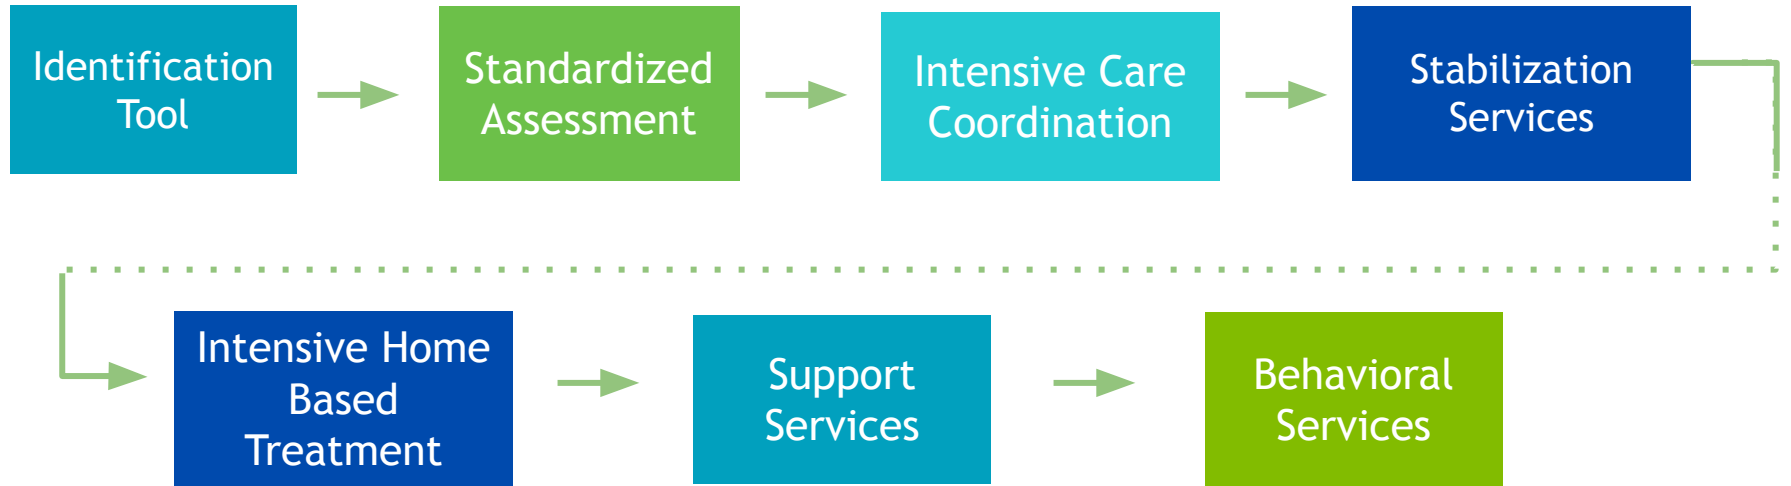 Identification
Tool
Standardized
Assessment
Intensive Care
Coordination
Stabilization
Services
Intensive Home
Based
Treatment
Support
Services
Behavioral
Services